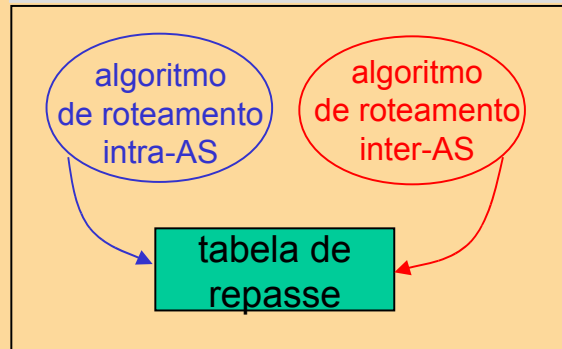 algoritmo
de roteamento
intra-AS
algoritmo
de roteamento
inter-AS
tabela de
repasse